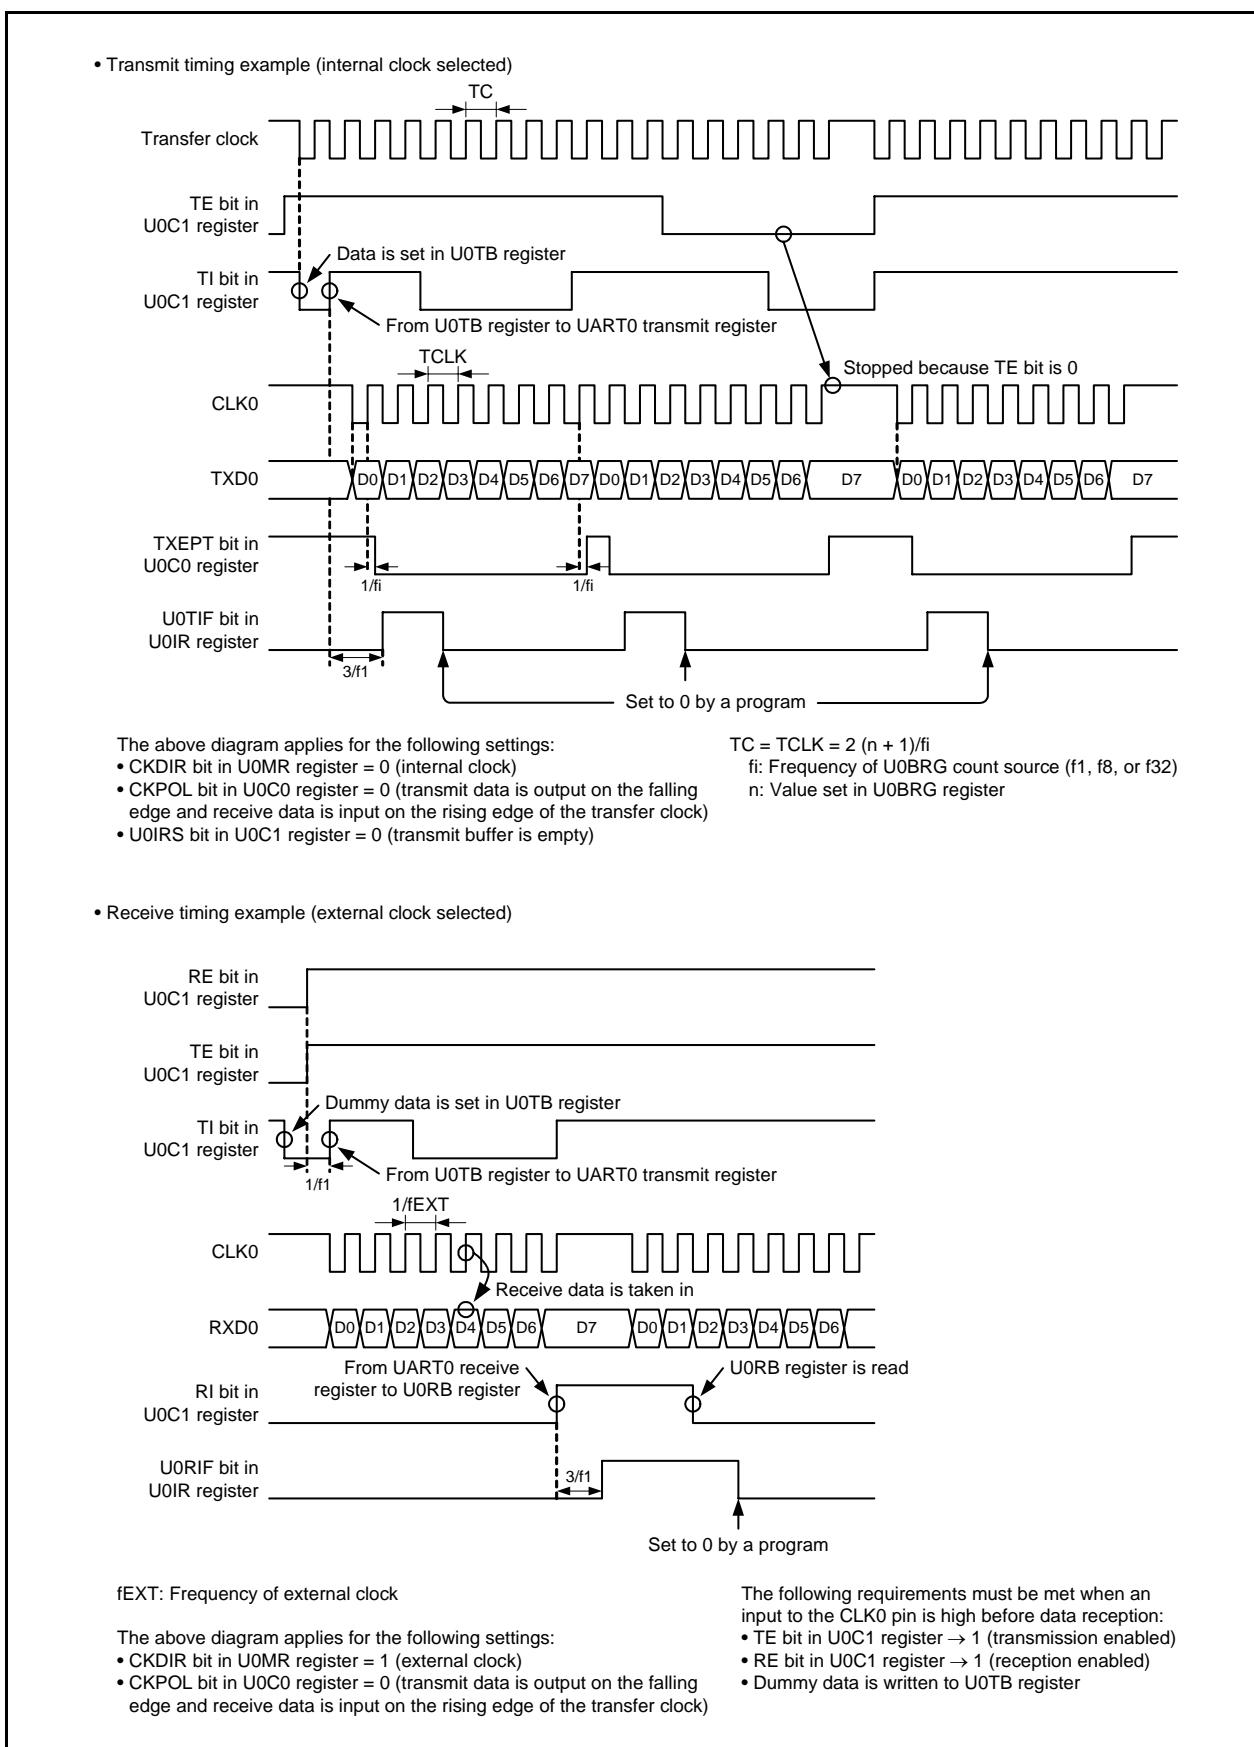 • Transmit timing example (internal clock selected)
TC
Transfer clock
TE bit in
U0C1 register
Data is set in U0TB register
TI bit in
U0C1 register
From U0TB register to UART0 transmit register
TCLK
Stopped because TE bit is 0
CLK0
TXD0
D0 D1 D2 D3 D4 D5 D6 D7 D0 D1 D2 D3 D4 D5 D6 D7 D0 D1 D2 D3 D4 D5 D6 D7
TXEPT bit in
U0C0 register
1/fi 1/fi
U0TIF bit in
U0IR register
3/f1
Set to 0 by a program
The above diagram applies for the following settings:
• CKDIR bit in U0MR register = 0 (internal clock)
• CKPOL bit in U0C0 register = 0 (transmit data is output on the falling
edge and receive data is input on the rising edge of the transfer clock)
• U0IRS bit in U0C1 register = 0 (transmit buffer is empty)
TC = TCLK = 2 (n + 1)/fi
fi: Frequency of U0BRG count source (f1, f8, or f32)
n: Value set in U0BRG register
• Receive timing example (external clock selected)
RE bit in
U0C1 register
TE bit in
U0C1 register
Dummy data is set in U0TB register
TI bit in
U0C1 register
From U0TB register to UART0 transmit register
1/f1
1/fEXT
CLK0
Receive data is taken in
RXD0
D0 D1 D2 D3 D4 D5 D6 D7 D0 D1 D2 D3 D4 D5 D6
From UART0 receive
register to U0RB register
U0RB register is read
RI bit in
U0C1 register
U0RIF bit in
U0IR register
3/f1
Set to 0 by a program
fEXT: Frequency of external clock
The above diagram applies for the following settings:
• CKDIR bit in U0MR register = 1 (external clock)
• CKPOL bit in U0C0 register = 0 (transmit data is output on the falling
edge and receive data is input on the rising edge of the transfer clock)
The following requirements must be met when an
input to the CLK0 pin is high before data reception:
• TE bit in U0C1 register → 1 (transmission enabled)
• RE bit in U0C1 register → 1 (reception enabled)
• Dummy data is written to U0TB register